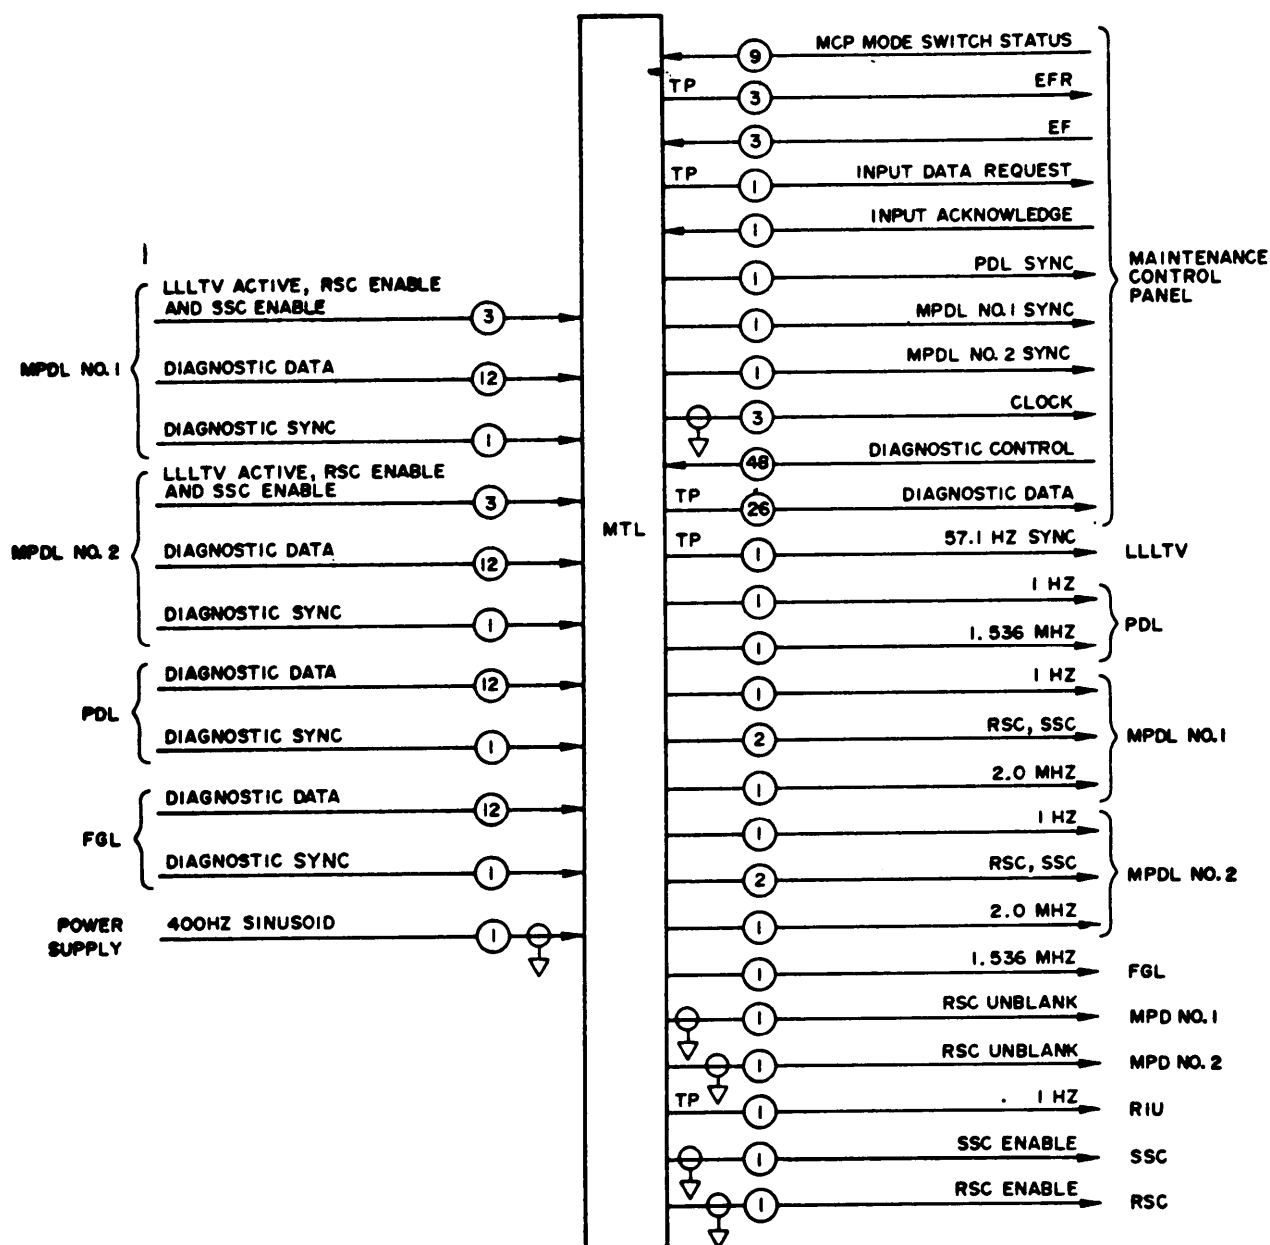 MCP MODE SWITCH STATUS
9
TP
3
EFR
3
EF
TP
1
INPUT DATA REQUEST
1
INPUT ACKNOWLEDGE
1
PDL SYNC
1
MPDL NO.1 SYNC
1
MPDL NO. 2 SYNC
3
CLOCK
48
DIAGNOSTIC CONTROL
TP
26
DIAGNOSTIC DATA
MAINTENANCE
CONTROL
PANEL
TP
1
57.1 HZ SYNC
LLLTV
1
1 HZ
1
1.536 MHZ
PDL
1
1 HZ
2
RSC, SSC
1
2.0 MHZ
MPDL NO.1
1
1 HZ
2
RSC, SSC
1
2.0 MHZ
MPDL NO. 2
1
1.536 MHZ
FGL
1
RSC UNBLANK
MPD NO.1
1
RSC UNBLANK
MPD NO. 2
TP
1
1 HZ
RIU
1
SSC ENABLE
SSC
1
RSC ENABLE
RSC
MTL
MPDL NO.1
LLLTV ACTIVE, RSC ENABLE
AND SSC ENABLE
3
DIAGNOSTIC DATA
12
DIAGNOSTIC SYNC
1
MPDL NO. 2
LLLTV ACTIVE, RSC ENABLE
AND SSC ENABLE
3
DIAGNOSTIC DATA
12
DIAGNOSTIC SYNC
1
PDL
DIAGNOSTIC DATA
12
DIAGNOSTIC SYNC
1
FGL
DIAGNOSTIC DATA
12
DIAGNOSTIC SYNC
1
POWER
SUPPLY
400HZ SINUSOID
1